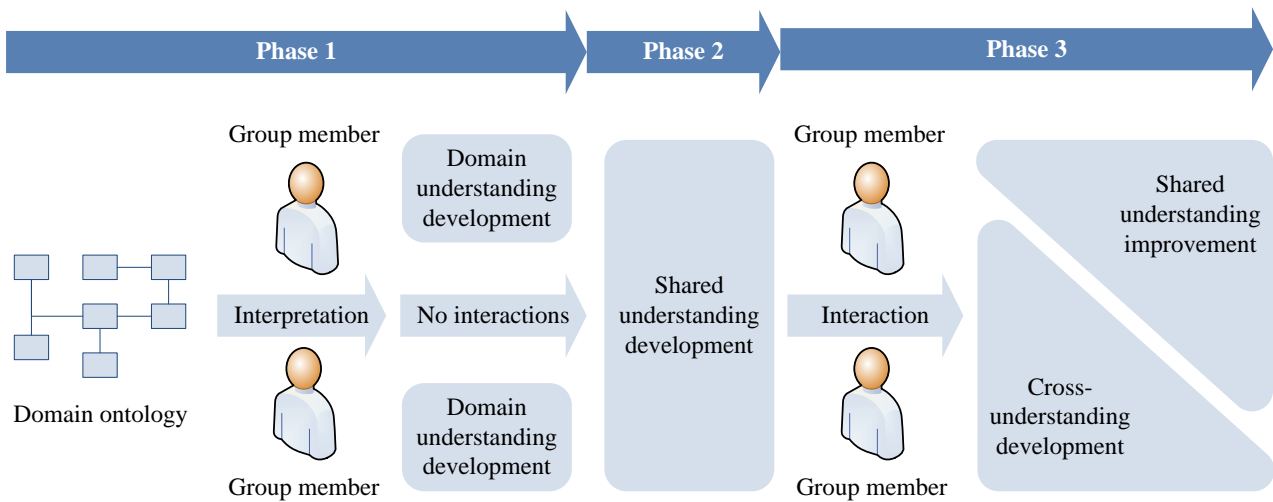 Phase 1
Phase 2
Phase 3
Group member
Domain
understanding
development
Domain ontology
Interpretation
No interactions
Domain
understanding
development
Group member
Shared
understanding
development
Group member
Interaction
Group member
Shared
understanding
improvement
Cross-
understanding
development